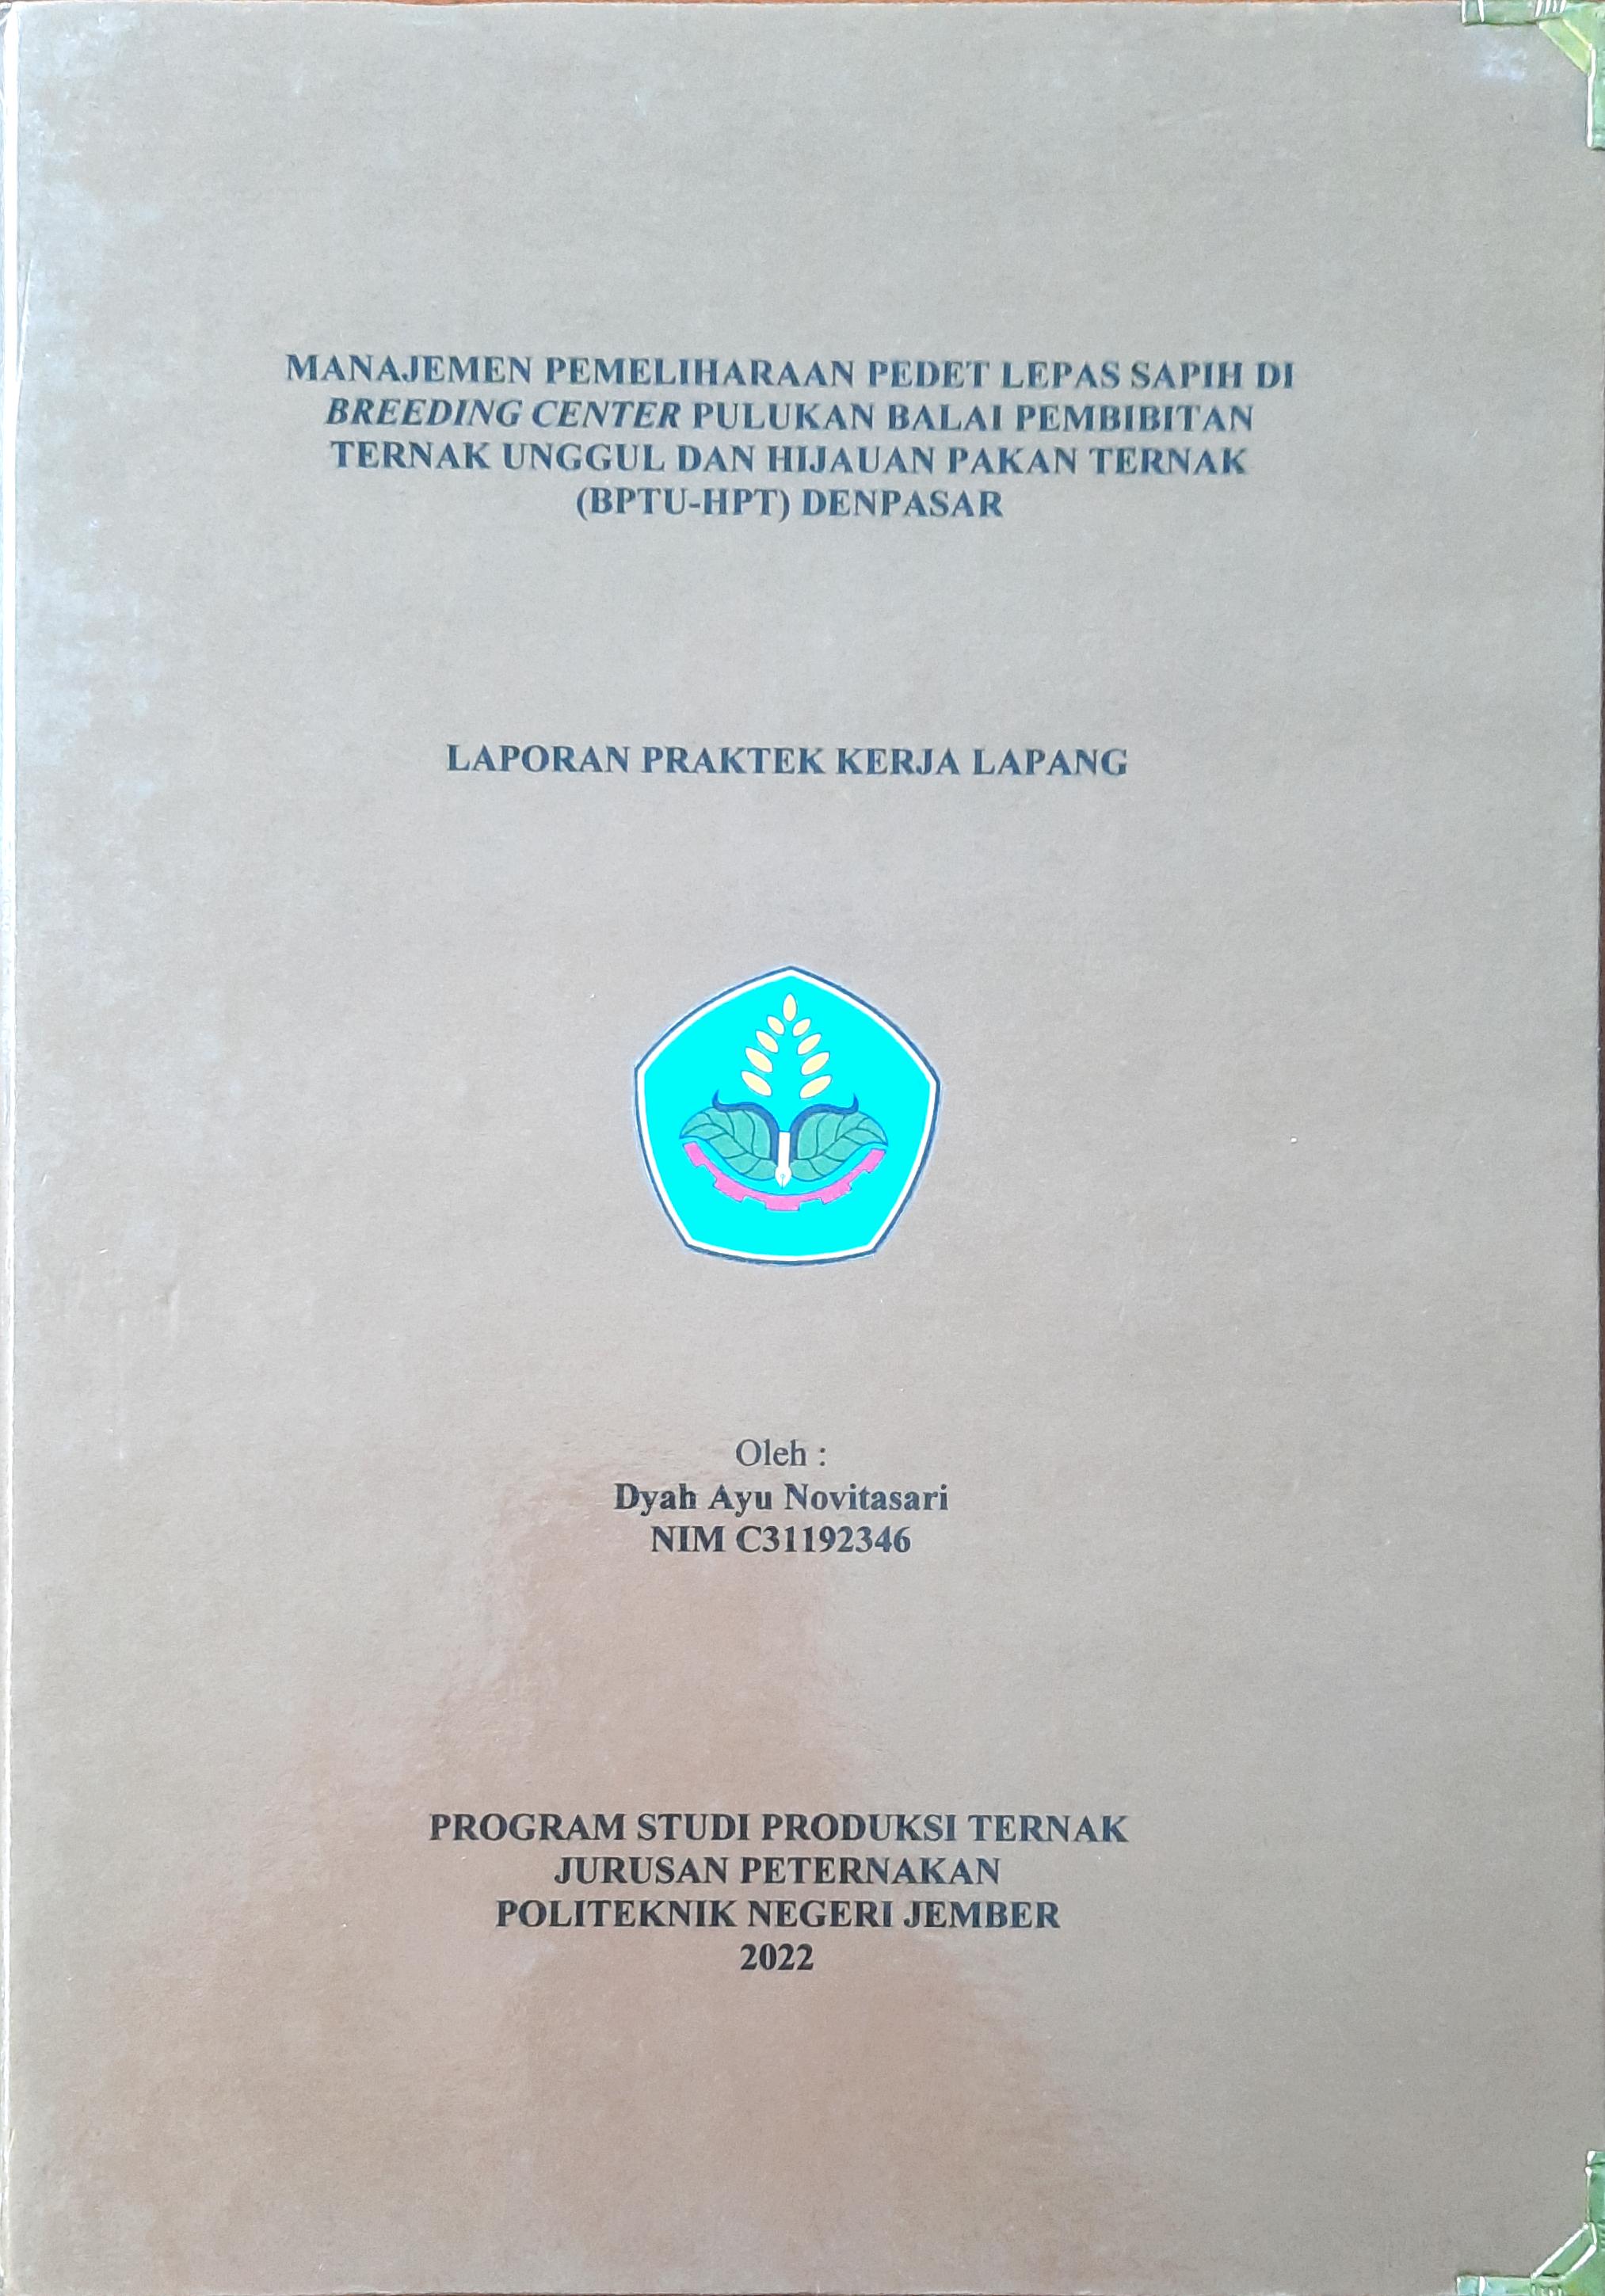 MANAJEMEN PEMELIHARAAN PEDET LEPAS SAPIH DI
BREEDING CENTER PULUKAN BALAI PEMBIBITAN
TERNAK UNGGUL DAN HIJAUAN PAKAN TERNAK
(BPTU-HPT) DENPASAR
LAPORAN PRAKTEK KERJA LAPANG
Oleh :
Dyah Ayu Novitasari
NIM C31192346
PROGRAM STUDI PRODUKSI TERNAK
JURUSAN PETERNAKAN
POLITEKNIK NEGERI JEMBER
2022